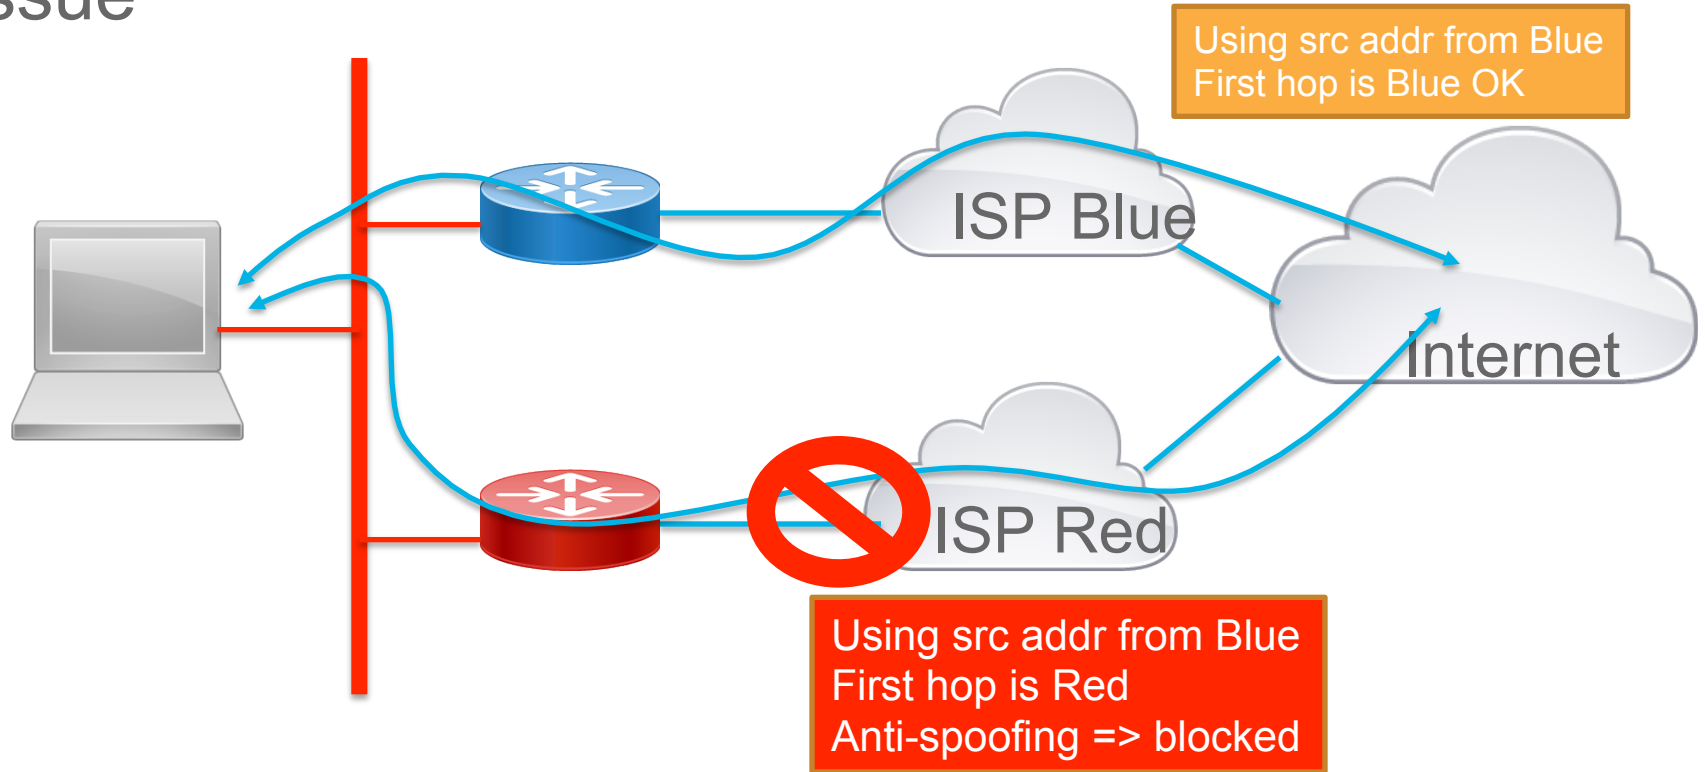 Using src addr from Blue
First hop is Blue OK
ISP Blue
Internet
ISP Red
Using src addr from Blue
First hop is Red
Anti-spoofing => blocked